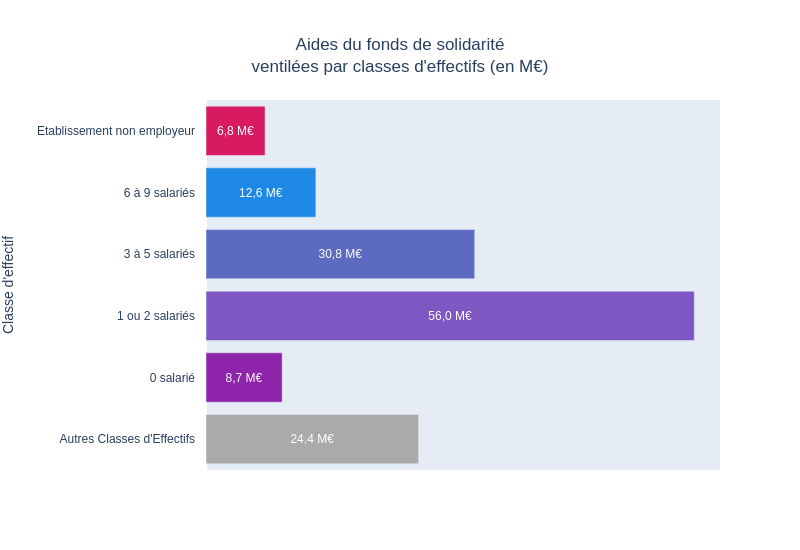 Aides du fonds de solidarité
ventilées par classes d'effectifs (en M€)
Classe d'effectif
Etablissement non employeur
6,8 M€
6 à 9 salariés
12,6 M€
3 à 5 salariés
30,8 M€
1 ou 2 salariés
56,0 M€
0 salarié
8,7 M€
Autres Classes d'Effectifs
24,4 M€